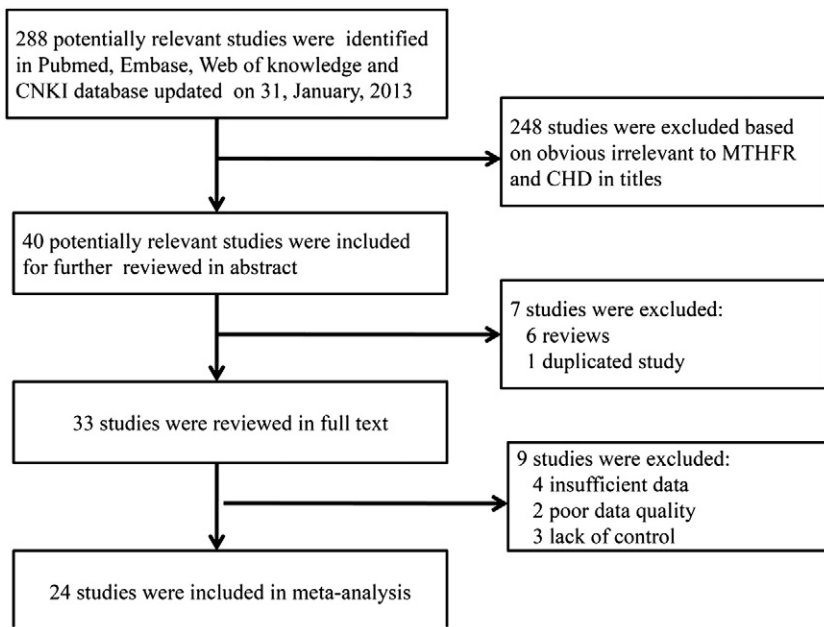 288 potentially relevant studies were identified
in Pubmed, Embase, Web of knowledge and
CNKI database updated on 31, January, 2013
248 studies were excluded based
on obvious irrelevant to MTHFR
and CHD in titles
40 potentially relevant studies were included
for further reviewed in abstract
7 studies were excluded:
6 reviews
1 duplicated study
33 studies were reviewed in full text
9 studies were excluded:
4 insufficient data
2 poor data quality
3 lack of control
24 studies were included in meta-analysis